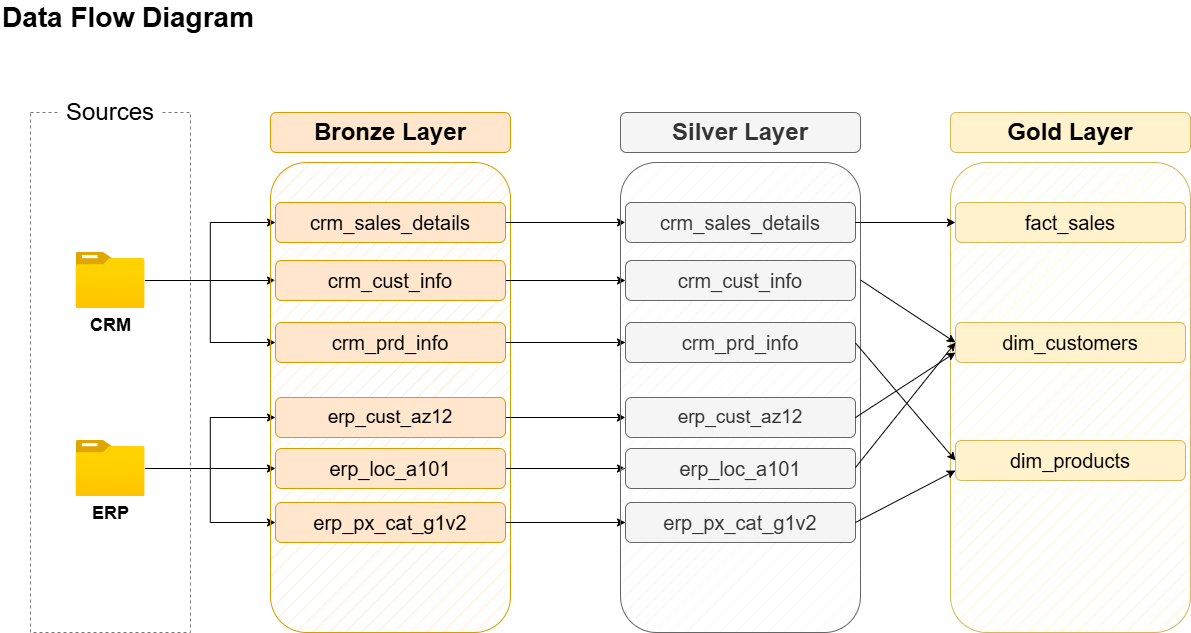 Data Flow Diagram
Sources
Bronze Layer
Silver Layer
Gold Layer
crm_sales_details
crm_sales_details
fact_sales
crm_cust_info
crm_cust_info
CRM
crm_prd_info
crm_prd_info
dim_customers
erp_cust_az12
erp_cust_az12
erp_loc_a101
erp_loc_a101
dim_products
ERP
erp_px_cat_g1v2
erp_px_cat_g1v2